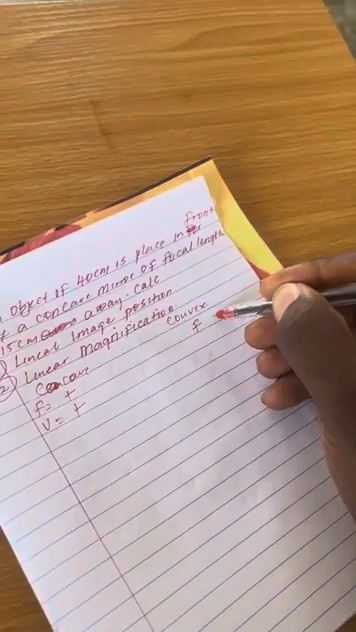 Object of 40cm is place in front
of a concave mirror of focal length
15cm away. Calc
Linear Image position
2) Linear Magnification
Concave convex
f = + f
V = +